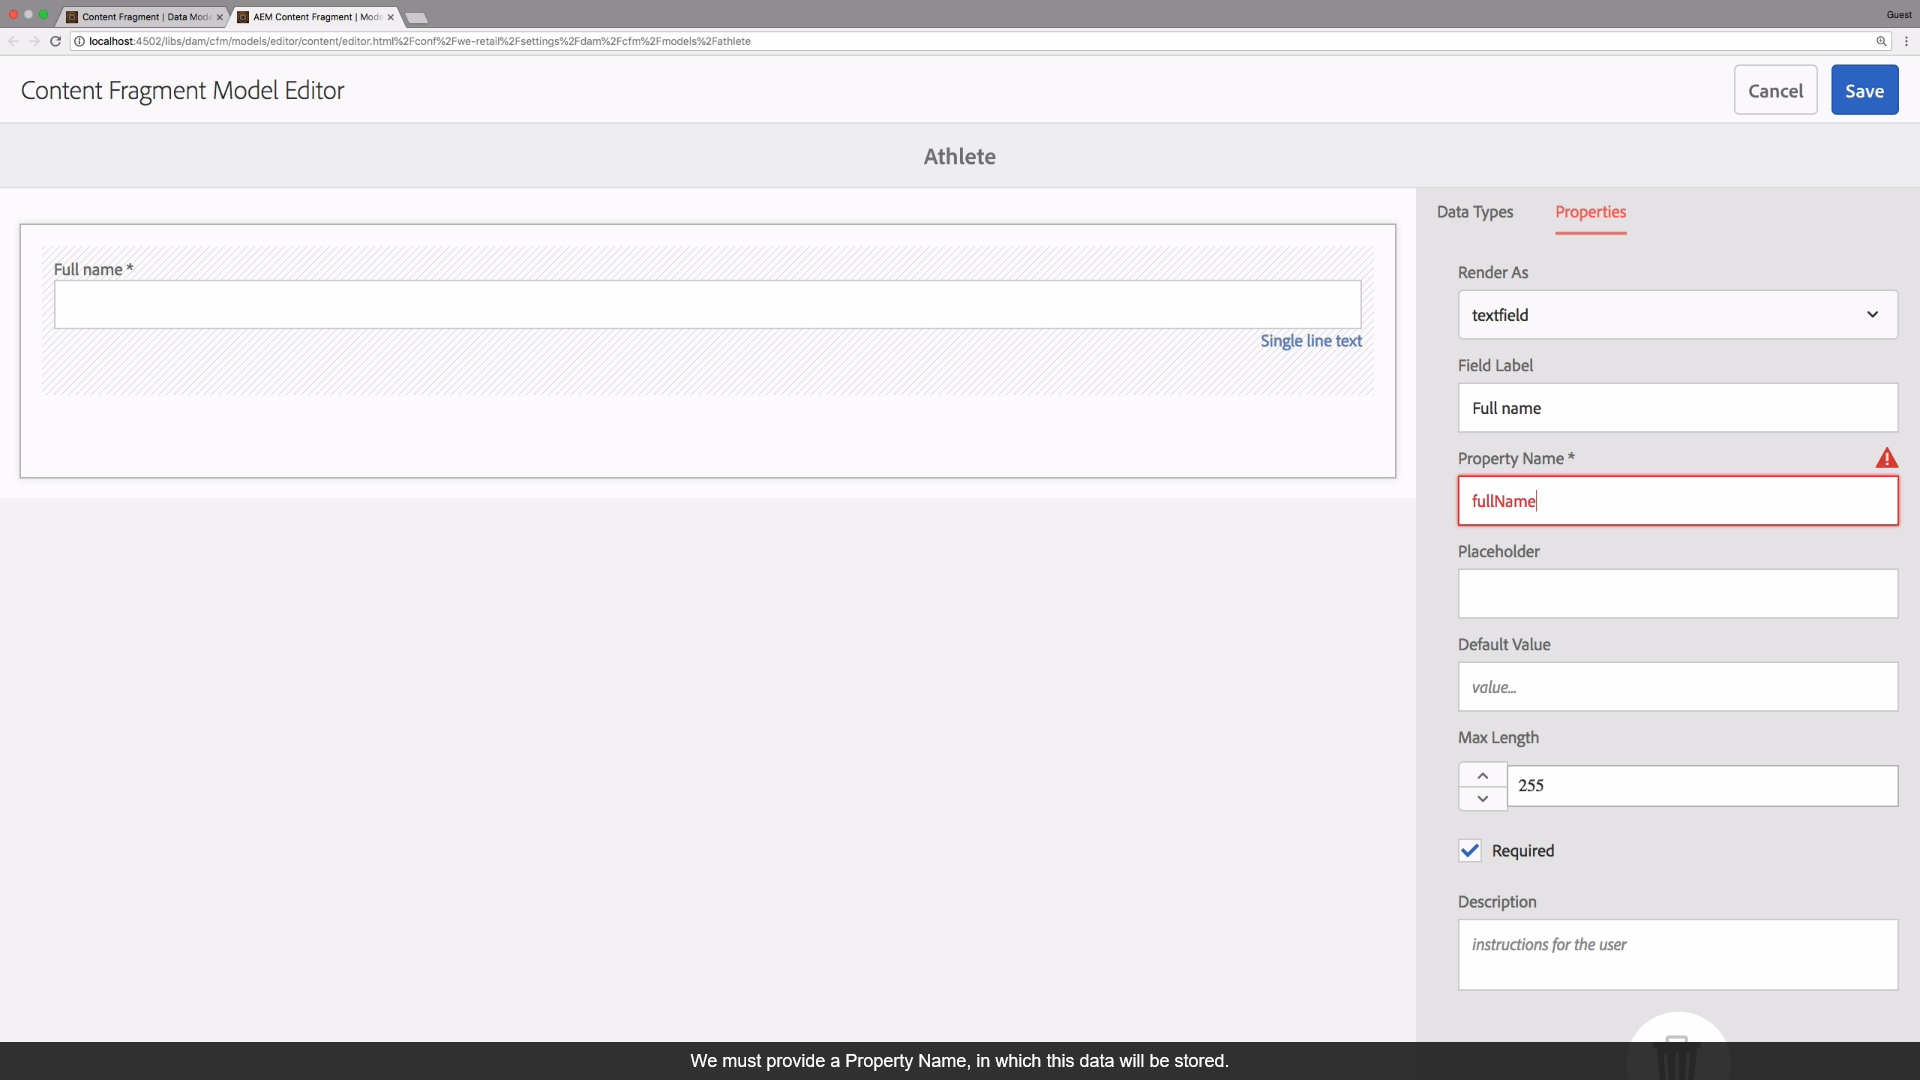 Content Fragment | Data Mode
AEM Content Fragment | Mode
Guest
localhost:4502/libs/dam/cfm/models/editor/content/editor.html%2Fconf%2Fwe-retail%2Fsettings%2Fdam%2Fcfm%2Fmodels%2Fathlete
Content Fragment Model Editor
Cancel
Save
Athlete
Data Types
Properties
Full name *
Single line text
Render As
textfield
Field Label
Full name
Property Name *
fullName
Placeholder
Default Value
value...
Max Length
255
Required
Description
instructions for the user
We must provide a Property Name, in which this data will be stored.